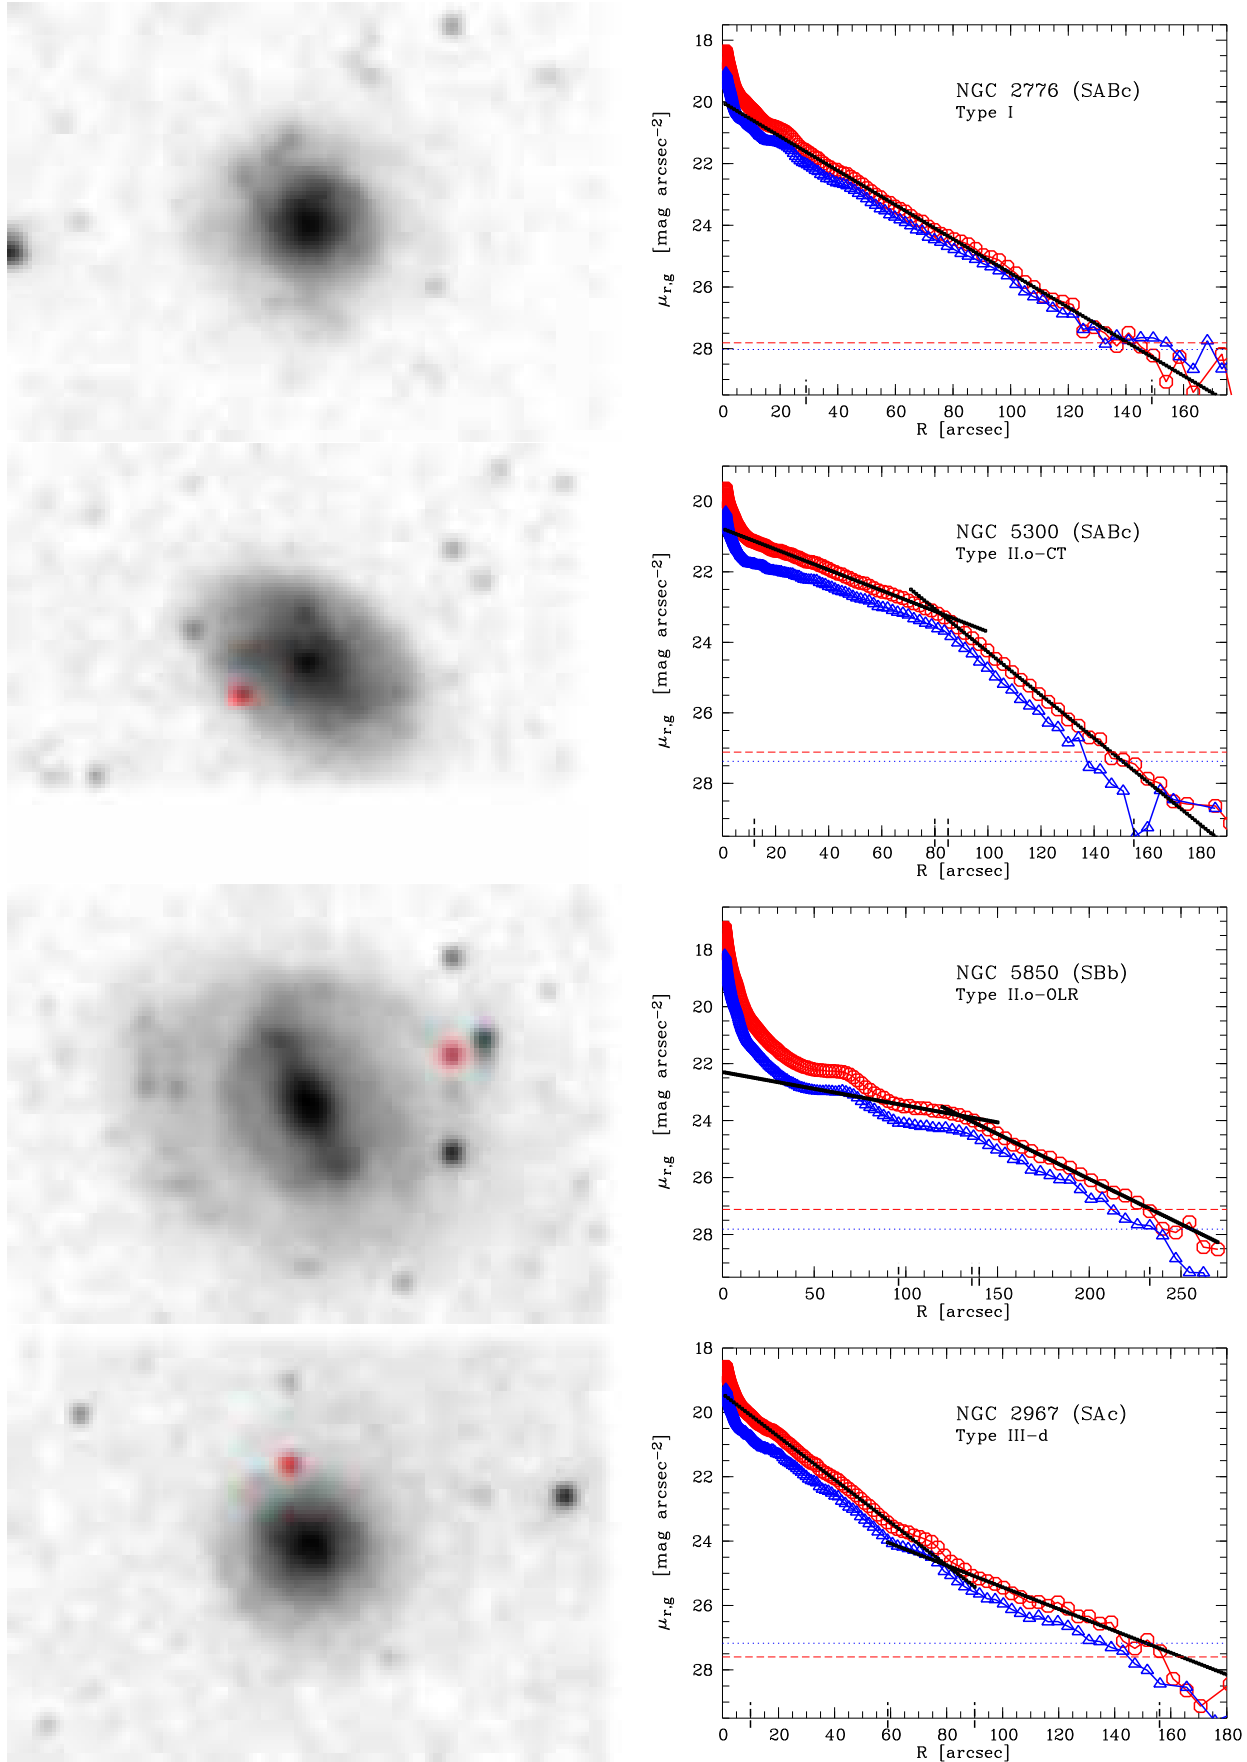 18
20
22
24
26
28
μr,g [mag arcsec−2]
NGC 2776 (SABc)
Type I
0 20 40 60 80 100 120 140 160
R [arcsec]
20
22
24
26
28
μr,g [mag arcsec−2]
NGC 5300 (SABc)
Type II.o−CT
0 20 40 60 80 100 120 140 160 180
R [arcsec]
18
20
22
24
26
28
μr,g [mag arcsec−2]
NGC 5850 (SBb)
Type II.o−OLR
0 50 100 150 200 250
R [arcsec]
18
20
22
24
26
28
μr,g [mag arcsec−2]
NGC 2967 (SAc)
Type III−d
0 20 40 60 80 100 120 140 160 180
R [arcsec]